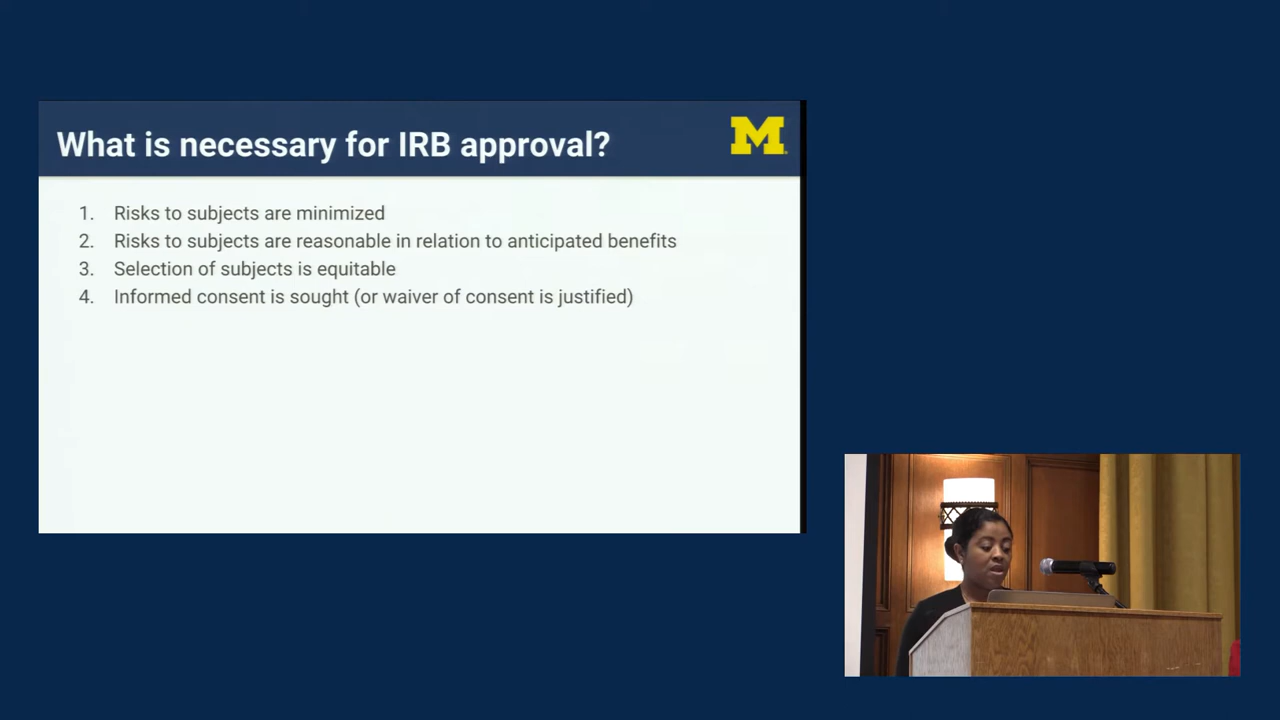 What is necessary for IRB approval?
M
1. Risks to subjects are minimized
2. Risks to subjects are reasonable in relation to anticipated benefits
3. Selection of subjects is equitable
4. Informed consent is sought (or waiver of consent is justified)